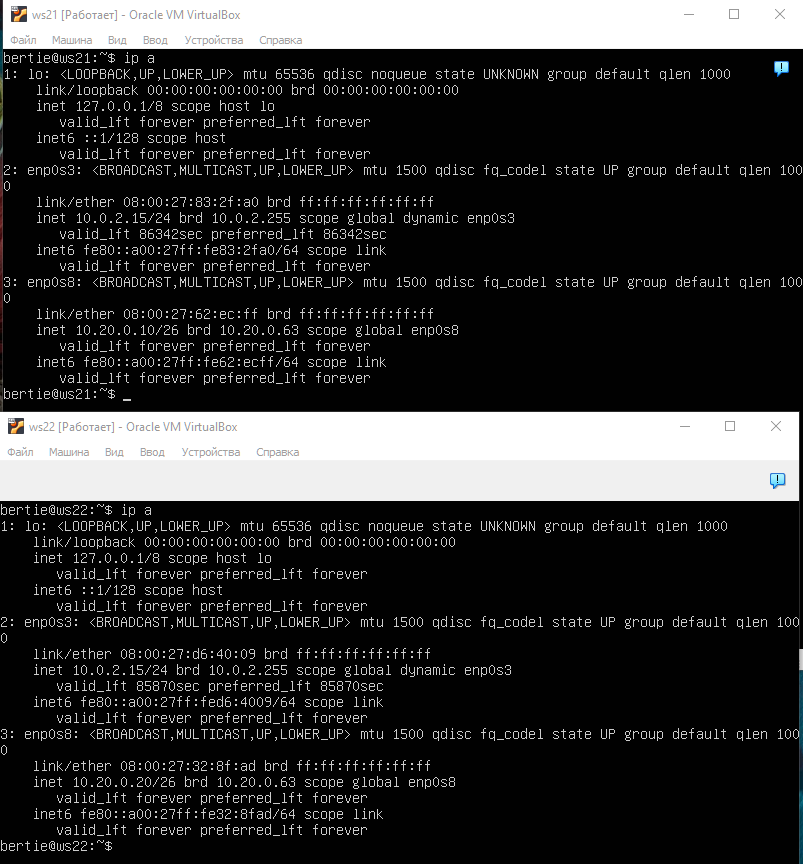 ws21 [Работает] - Oracle VM VirtualBox
Файл Машина Вид Ввод Устройства Справка
bertie@ws21:~$ ip a
1: lo: <LOOPBACK,UP,LOWER_UP> mtu 65536 qdisc noqueue state UNKNOWN group default qlen 1000
    link/loopback 00:00:00:00:00:00 brd 00:00:00:00:00:00
    inet 127.0.0.1/8 scope host lo
       valid_lft forever preferred_lft forever
    inet6 ::1/128 scope host
       valid_lft forever preferred_lft forever
2: enp0s3: <BROADCAST,MULTICAST,UP,LOWER_UP> mtu 1500 qdisc fq_codel state UP group default qlen 100
0
    link/ether 08:00:27:83:2f:a0 brd ff:ff:ff:ff:ff:ff
    inet 10.0.2.15/24 brd 10.0.2.255 scope global dynamic enp0s3
       valid_lft 86342sec preferred_lft 86342sec
    inet6 fe80::a00:27ff:fe83:2fa0/64 scope link
       valid_lft forever preferred_lft forever
3: enp0s8: <BROADCAST,MULTICAST,UP,LOWER_UP> mtu 1500 qdisc fq_codel state UP group default qlen 100
0
    link/ether 08:00:27:62:ec:ff brd ff:ff:ff:ff:ff:ff
    inet 10.20.0.10/26 brd 10.20.0.63 scope global enp0s8
       valid_lft forever preferred_lft forever
    inet6 fe80::a00:27ff:fe62:ecff/64 scope link
       valid_lft forever preferred_lft forever
bertie@ws21:~$ _
ws22 [Работает] - Oracle VM VirtualBox
Файл Машина Вид Ввод Устройства Справка
bertie@ws22:~$ ip a
1: lo: <LOOPBACK,UP,LOWER_UP> mtu 65536 qdisc noqueue state UNKNOWN group default qlen 1000
    link/loopback 00:00:00:00:00:00 brd 00:00:00:00:00:00
    inet 127.0.0.1/8 scope host lo
       valid_lft forever preferred_lft forever
    inet6 ::1/128 scope host
       valid_lft forever preferred_lft forever
2: enp0s3: <BROADCAST,MULTICAST,UP,LOWER_UP> mtu 1500 qdisc fq_codel state UP group default qlen 100
0
    link/ether 08:00:27:d6:40:09 brd ff:ff:ff:ff:ff:ff
    inet 10.0.2.15/24 brd 10.0.2.255 scope global dynamic enp0s3
       valid_lft 85870sec preferred_lft 85870sec
    inet6 fe80::a00:27ff:fed6:4009/64 scope link
       valid_lft forever preferred_lft forever
3: enp0s8: <BROADCAST,MULTICAST,UP,LOWER_UP> mtu 1500 qdisc fq_codel state UP group default qlen 100
0
    link/ether 08:00:27:32:8f:ad brd ff:ff:ff:ff:ff:ff
    inet 10.20.0.20/26 brd 10.20.0.63 scope global enp0s8
       valid_lft forever preferred_lft forever
    inet6 fe80::a00:27ff:fe32:8fad/64 scope link
       valid_lft forever preferred_lft forever
bertie@ws22:~$